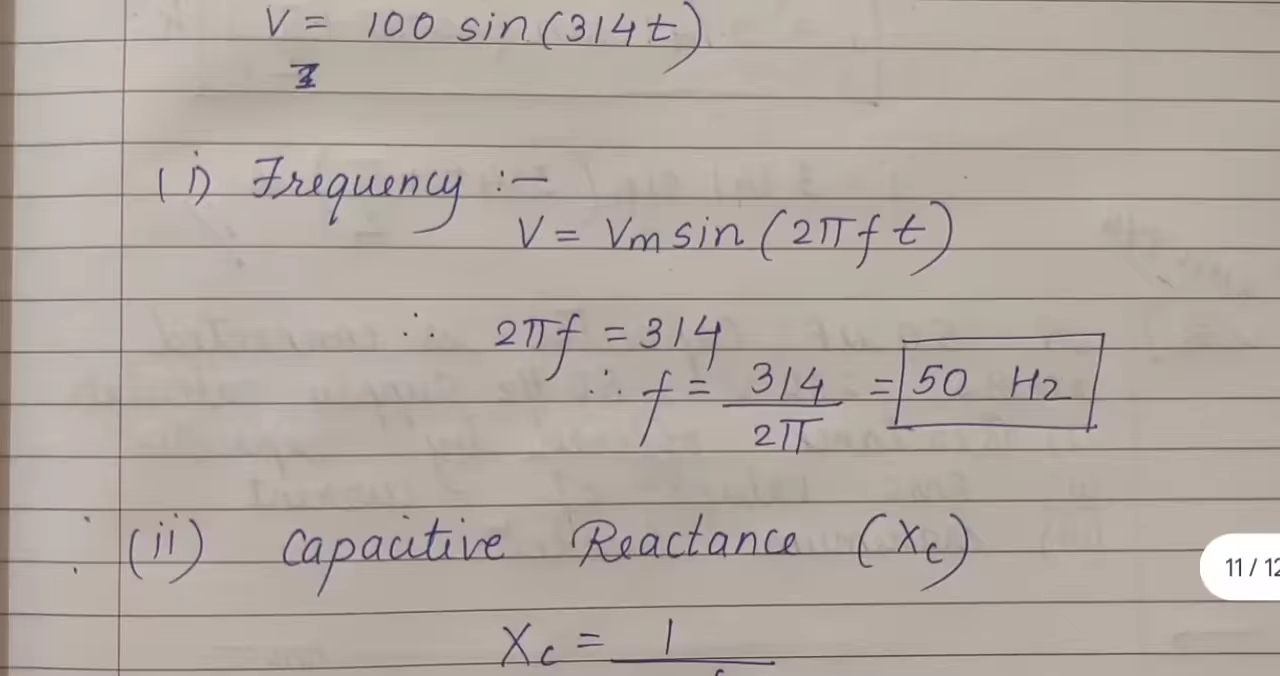 V = 100 sin(314t)
(i) Frequency :-
V = Vm sin (2πft)
∴ 2πf = 314
∴ f = 314/2π = 50 Hz
(ii) Capacitive Reactance (Xc)
11 / 12
Xc = 1